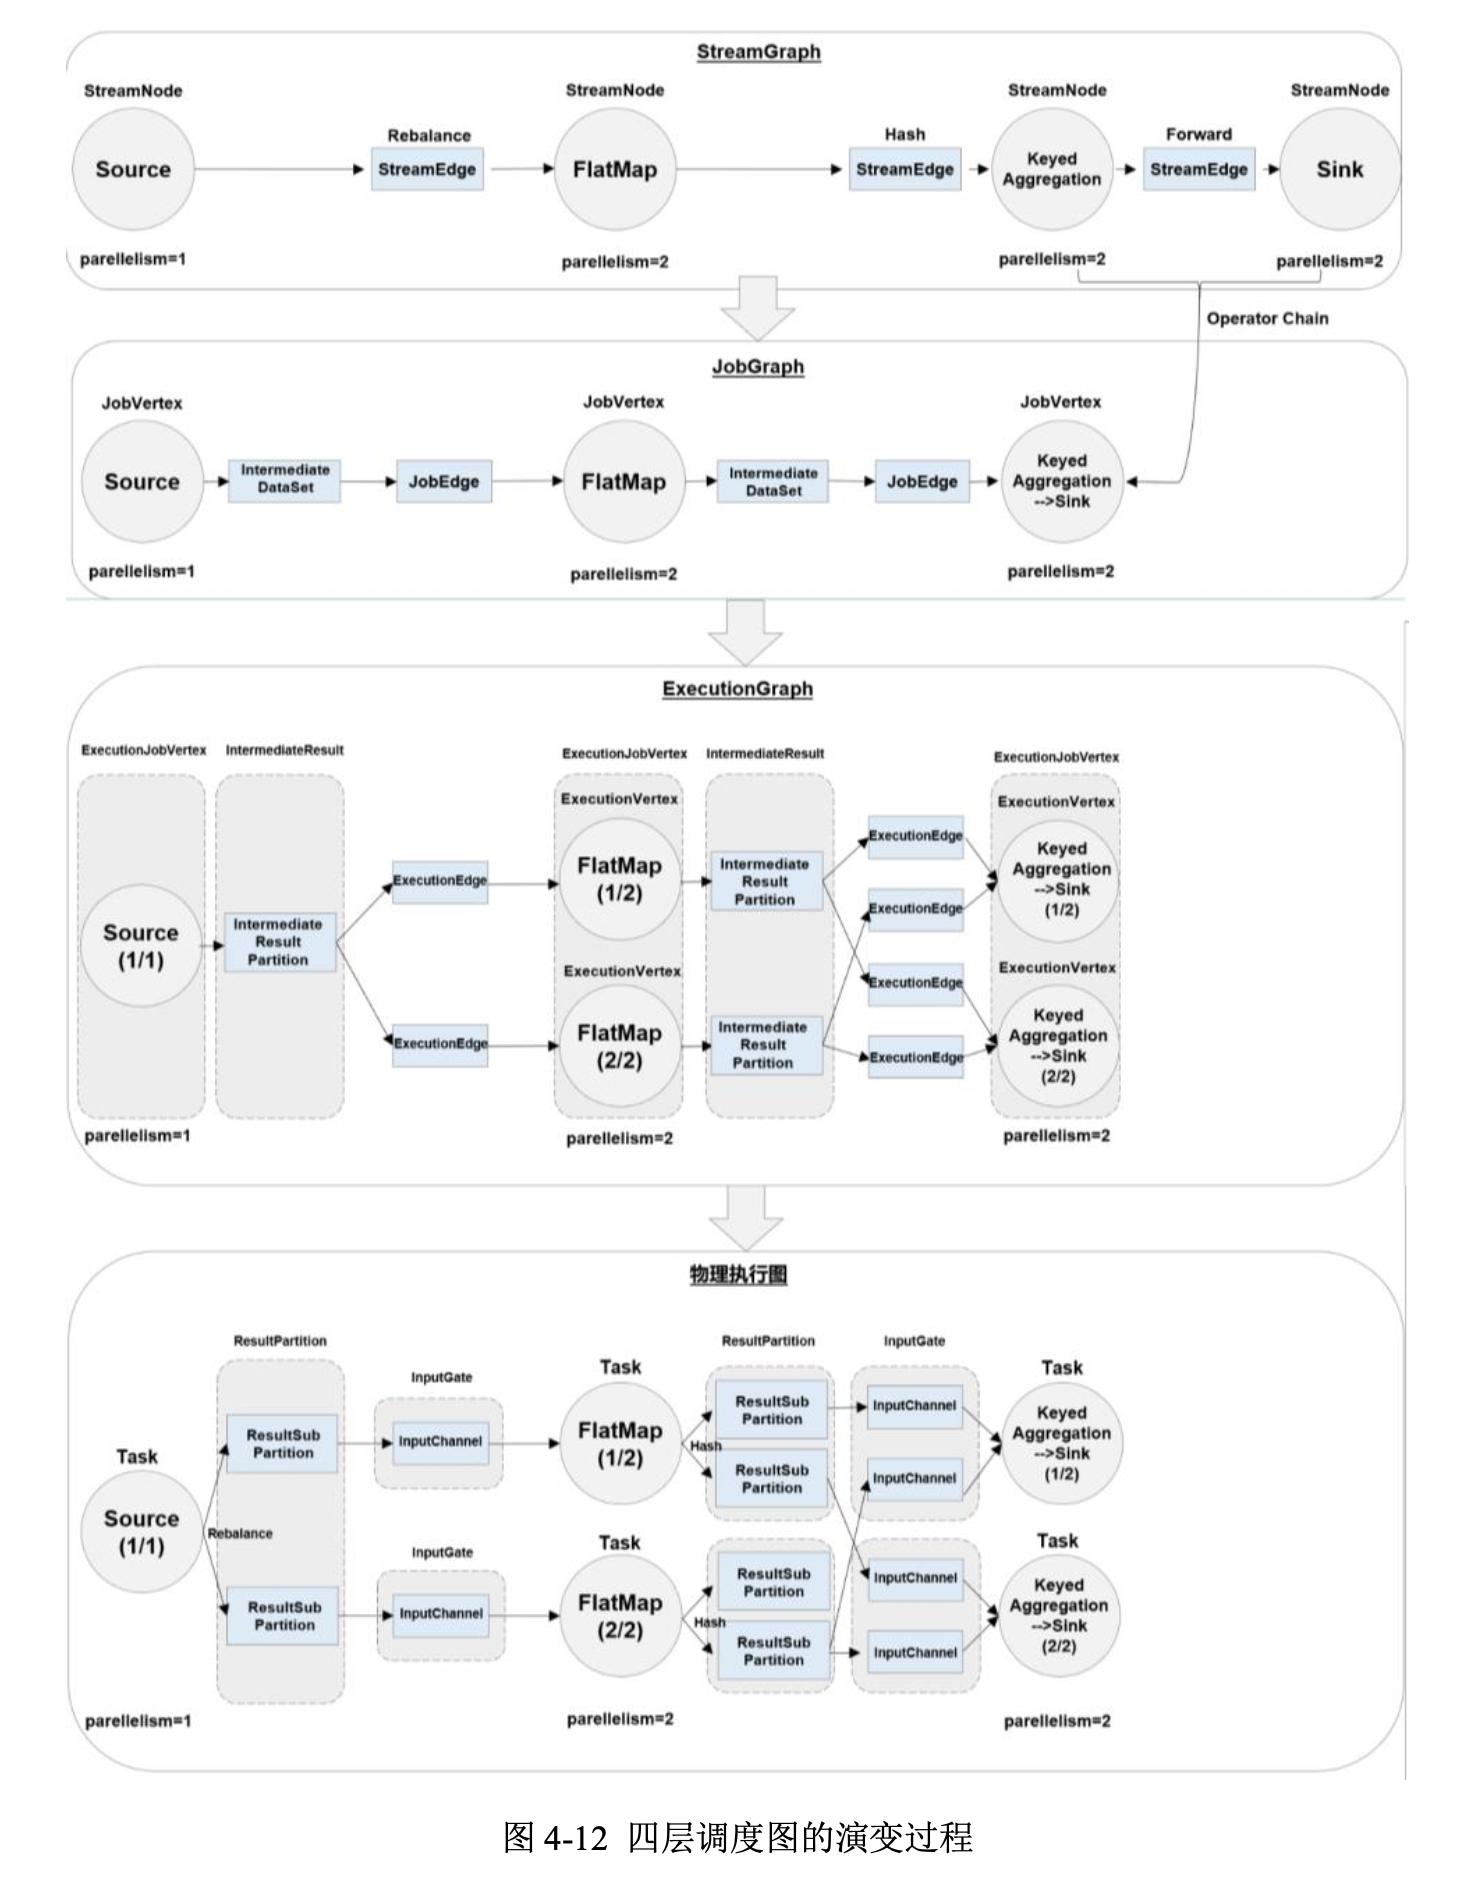 StreamGraph
StreamNode
StreamNode
StreamNode
StreamNode
Rebalance
Hash
Forward
Source
StreamEdge
FlatMap
StreamEdge
Keyed
Aggregation
StreamEdge
Sink
parellelism=1
parellelism=2
parellelism=2
parellelism=2
Operator Chain
JobGraph
JobVertex
JobVertex
JobVertex
Source
Intermediate
DataSet
JobEdge
FlatMap
Intermediate
DataSet
JobEdge
Keyed
Aggregation
-->Sink
parellelism=1
parellelism=2
parellelism=2
ExecutionGraph
ExecutionJobVertex
IntermediateResult
ExecutionJobVertex
IntermediateResult
ExecutionJobVertex
ExecutionVertex
ExecutionVertex
Source
(1/1)
Intermediate
Result
Partition
ExecutionEdge
ExecutionEdge
FlatMap
(1/2)
ExecutionVertex
FlatMap
(2/2)
Intermediate
Result
Partition
Intermediate
Result
Partition
ExecutionEdge
ExecutionEdge
ExecutionEdge
ExecutionEdge
Keyed
Aggregation
-->Sink
(1/2)
ExecutionVertex
Keyed
Aggregation
-->Sink
(2/2)
parellelism=1
parellelism=2
parellelism=2
物理执行图
ResultPartition
ResultPartition
InputGate
InputGate
Task
Task
Task
Source
(1/1)
Rebalance
ResultSub
Partition
ResultSub
Partition
InputChannel
InputGate
InputChannel
FlatMap
(1/2)
Task
FlatMap
(2/2)
Hash
Hash
ResultSub
Partition
ResultSub
Partition
ResultSub
Partition
ResultSub
Partition
InputChannel
InputChannel
InputChannel
InputChannel
Keyed
Aggregation
-->Sink
(1/2)
Task
Keyed
Aggregation
-->Sink
(2/2)
parellelism=1
parellelism=2
parellelism=2
图 4-12 四层调度图的演变过程